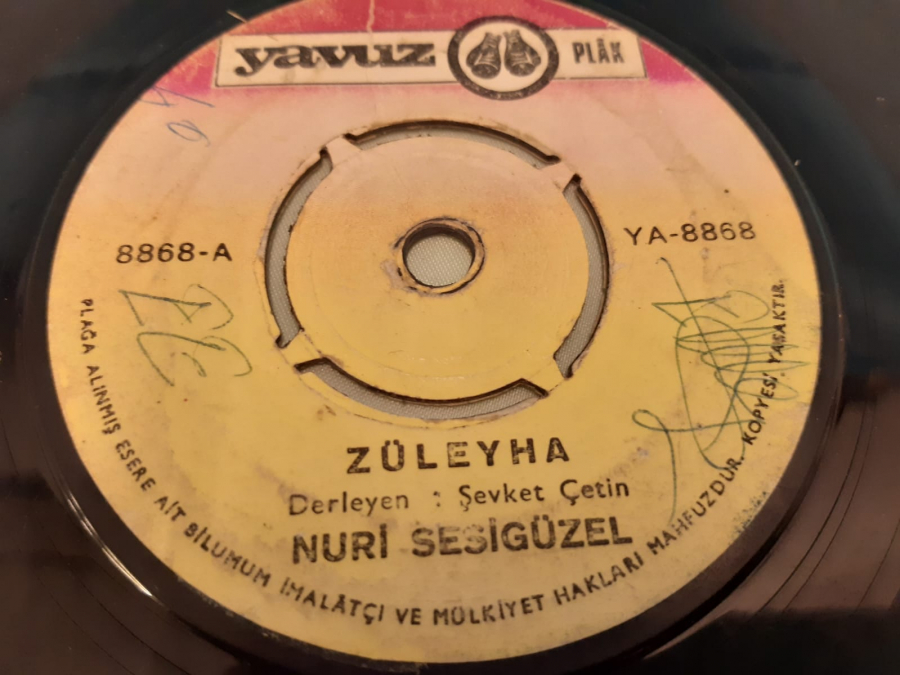 yavuz PLÂK
8868-A
YA-8868
ZÜLEYHA
Derleyen : Şevket Çetin
NURİ SESİGÜZEL
PLAĞA ALINMIŞ ESERE AİT BİLUMUM İMALÂTÇI VE MÜLKİYET HAKLARI MAHFUZDUR. KOPYESİ YASAKTIR.